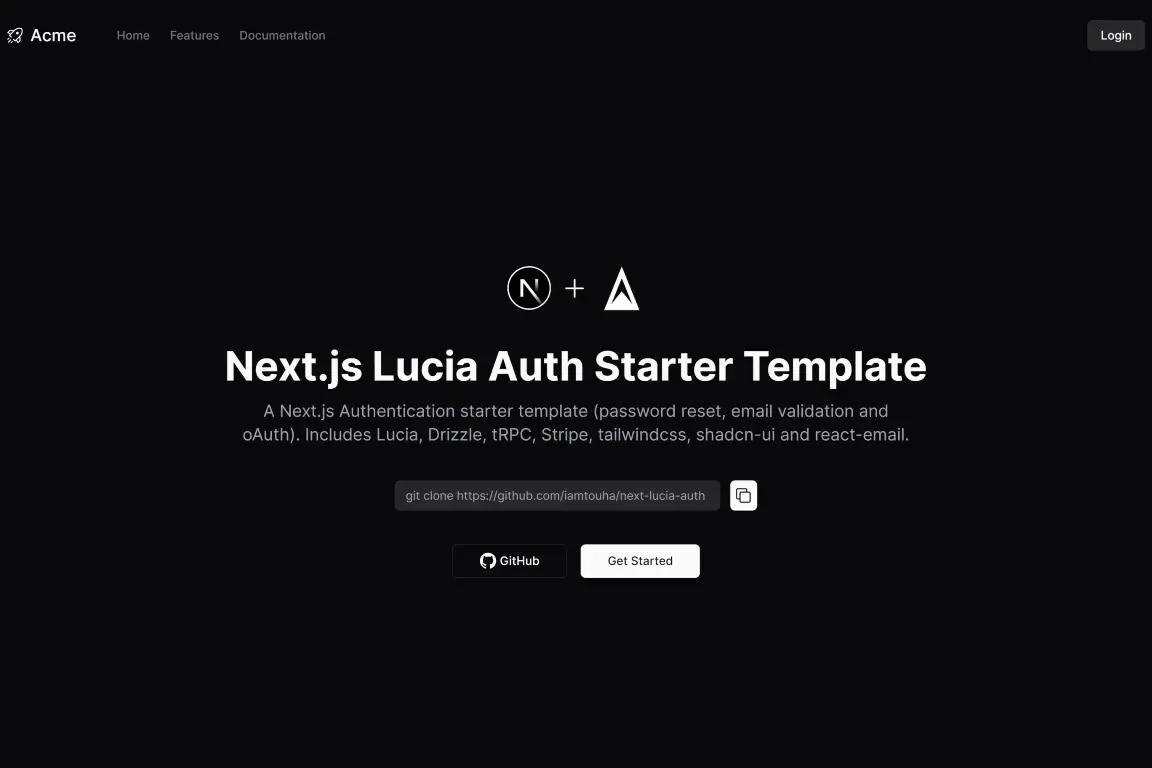 Acme
Home
Features
Documentation
Login
N +
Next.js Lucia Auth Starter Template
A Next.js Authentication starter template (password reset, email validation and
oAuth). Includes Lucia, Drizzle, tRPC, Stripe, tailwindcss, shadcn-ui and react-email.
git clone https://github.com/iamtouha/next-lucia-auth
GitHub
Get Started